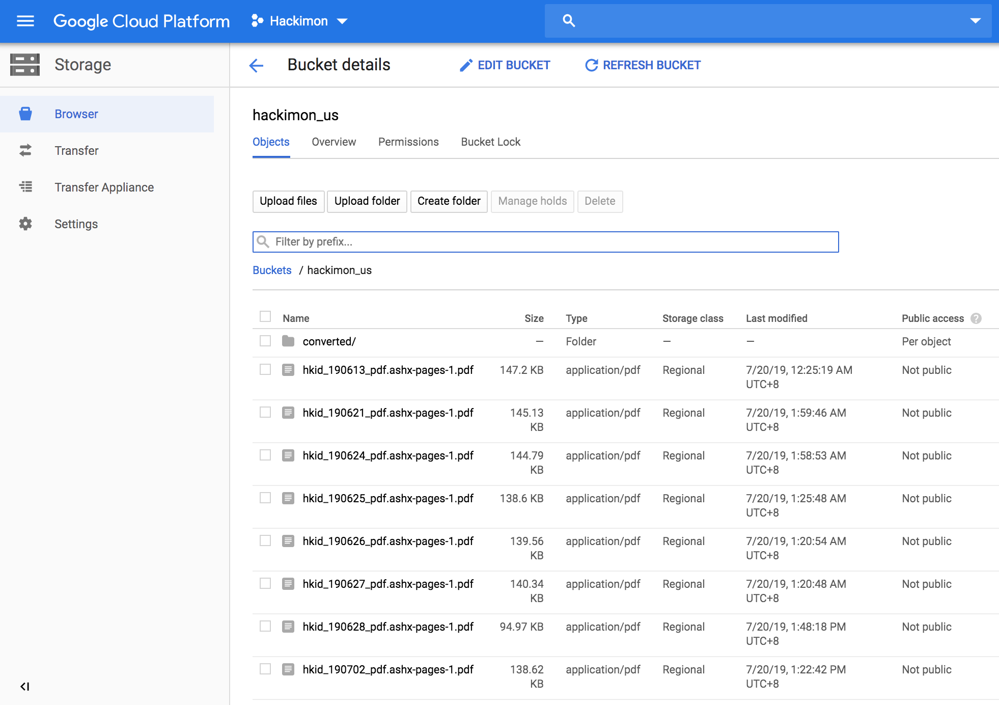 Google Cloud Platform
Hackimon
Storage
Bucket details
EDIT BUCKET
REFRESH BUCKET
Browser
Transfer
Transfer Appliance
Settings
hackimon_us
Objects Overview Permissions Bucket Lock
Upload files Upload folder Create folder Manage holds Delete
Filter by prefix...
Buckets / hackimon_us
Name Size Type Storage class Last modified Public access ?
converted/ — Folder — — Per object
hkid_190613_pdf.ashx-pages-1.pdf 147.2 KB application/pdf Regional 7/20/19, 12:25:19 AM Not public
UTC+8
hkid_190621_pdf.ashx-pages-1.pdf 145.13 application/pdf Regional 7/20/19, 1:59:46 AM Not public
KB UTC+8
hkid_190624_pdf.ashx-pages-1.pdf 144.79 application/pdf Regional 7/20/19, 1:58:53 AM Not public
KB UTC+8
hkid_190625_pdf.ashx-pages-1.pdf 138.6 KB application/pdf Regional 7/20/19, 1:25:48 AM Not public
UTC+8
hkid_190626_pdf.ashx-pages-1.pdf 139.56 application/pdf Regional 7/20/19, 1:20:54 AM Not public
KB UTC+8
hkid_190627_pdf.ashx-pages-1.pdf 140.34 application/pdf Regional 7/20/19, 1:20:48 AM Not public
KB UTC+8
hkid_190628_pdf.ashx-pages-1.pdf 94.97 KB application/pdf Regional 7/20/19, 1:48:18 PM Not public
UTC+8
hkid_190702_pdf.ashx-pages-1.pdf 138.62 application/pdf Regional 7/20/19, 1:22:42 PM Not public
KB UTC+8